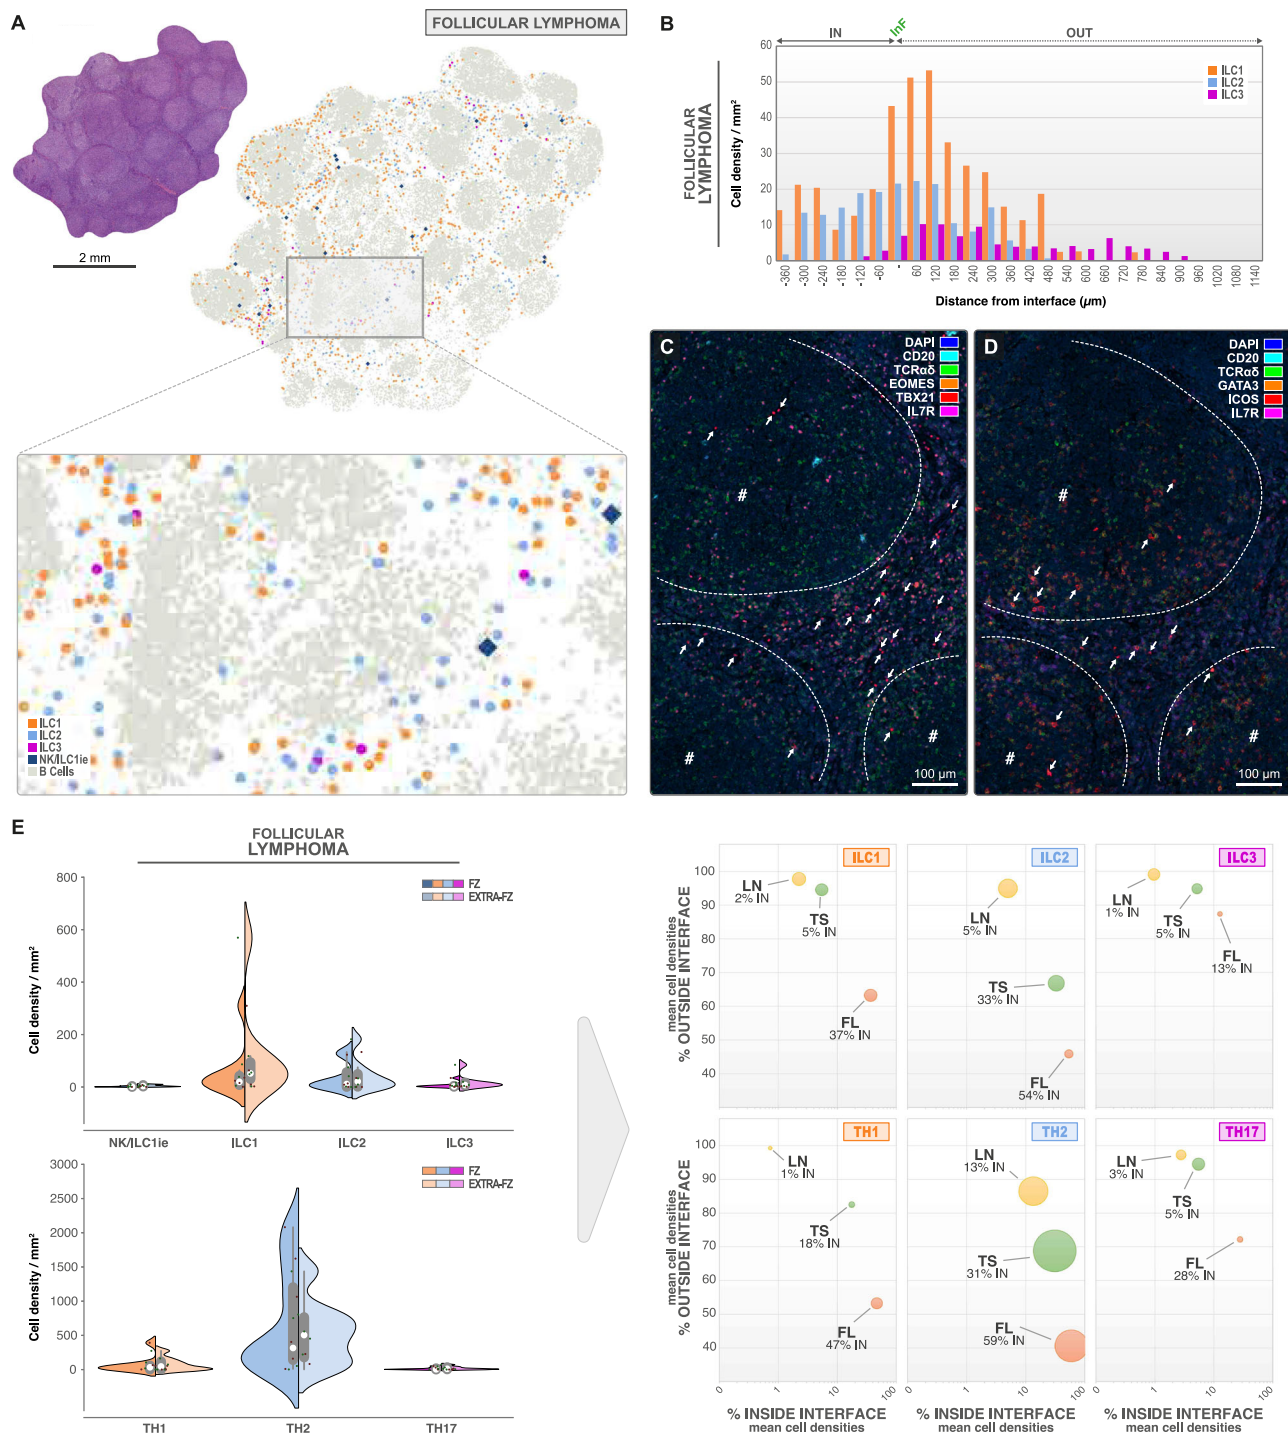 A
FOLLICULAR LYMPHOMA
2 mm
ILC1
ILC2
ILC3
NK/ILC1ie
B Cells
B
IN
InF
OUT
FOLLICULAR
LYMPHOMA
Cell density / mm²
60
50
40
30
20
10
0
ILC1
ILC2
ILC3
-360
-300
-240
-180
-120
-60
-
60
120
180
240
300
360
420
480
540
600
660
720
780
840
900
960
1020
1080
1140
Distance from interface (µm)
C
DAPI
CD20
TCRαδ
EOMES
TBX21
IL7R
#
#
#
100 µm
D
DAPI
CD20
TCRαδ
GATA3
ICOS
IL7R
#
#
#
100 µm
E
FOLLICULAR
LYMPHOMA
Cell density / mm²
800
600
400
200
0
FZ
EXTRA-FZ
NK/ILC1ie ILC1 ILC2 ILC3
Cell density / mm²
3000
2500
2000
1500
1000
500
0
FZ
EXTRA-FZ
TH1 TH2 TH17
mean cell densities
% OUTSIDE INTERFACE
100
90
80
70
60
50
40
ILC1
LN
2% IN
TS
5% IN
FL
37% IN
ILC2
LN
5% IN
TS
33% IN
FL
54% IN
ILC3
LN
1% IN
TS
5% IN
FL
13% IN
mean cell densities
% OUTSIDE INTERFACE
100
90
80
70
60
50
40
TH1
LN
1% IN
TS
18% IN
FL
47% IN
TH2
LN
13% IN
TS
31% IN
FL
59% IN
TH17
LN
3% IN
TS
5% IN
FL
28% IN
0 1 10 100
0 1 10 100
0 1 10 100
% INSIDE INTERFACE
mean cell densities
% INSIDE INTERFACE
mean cell densities
% INSIDE INTERFACE
mean cell densities